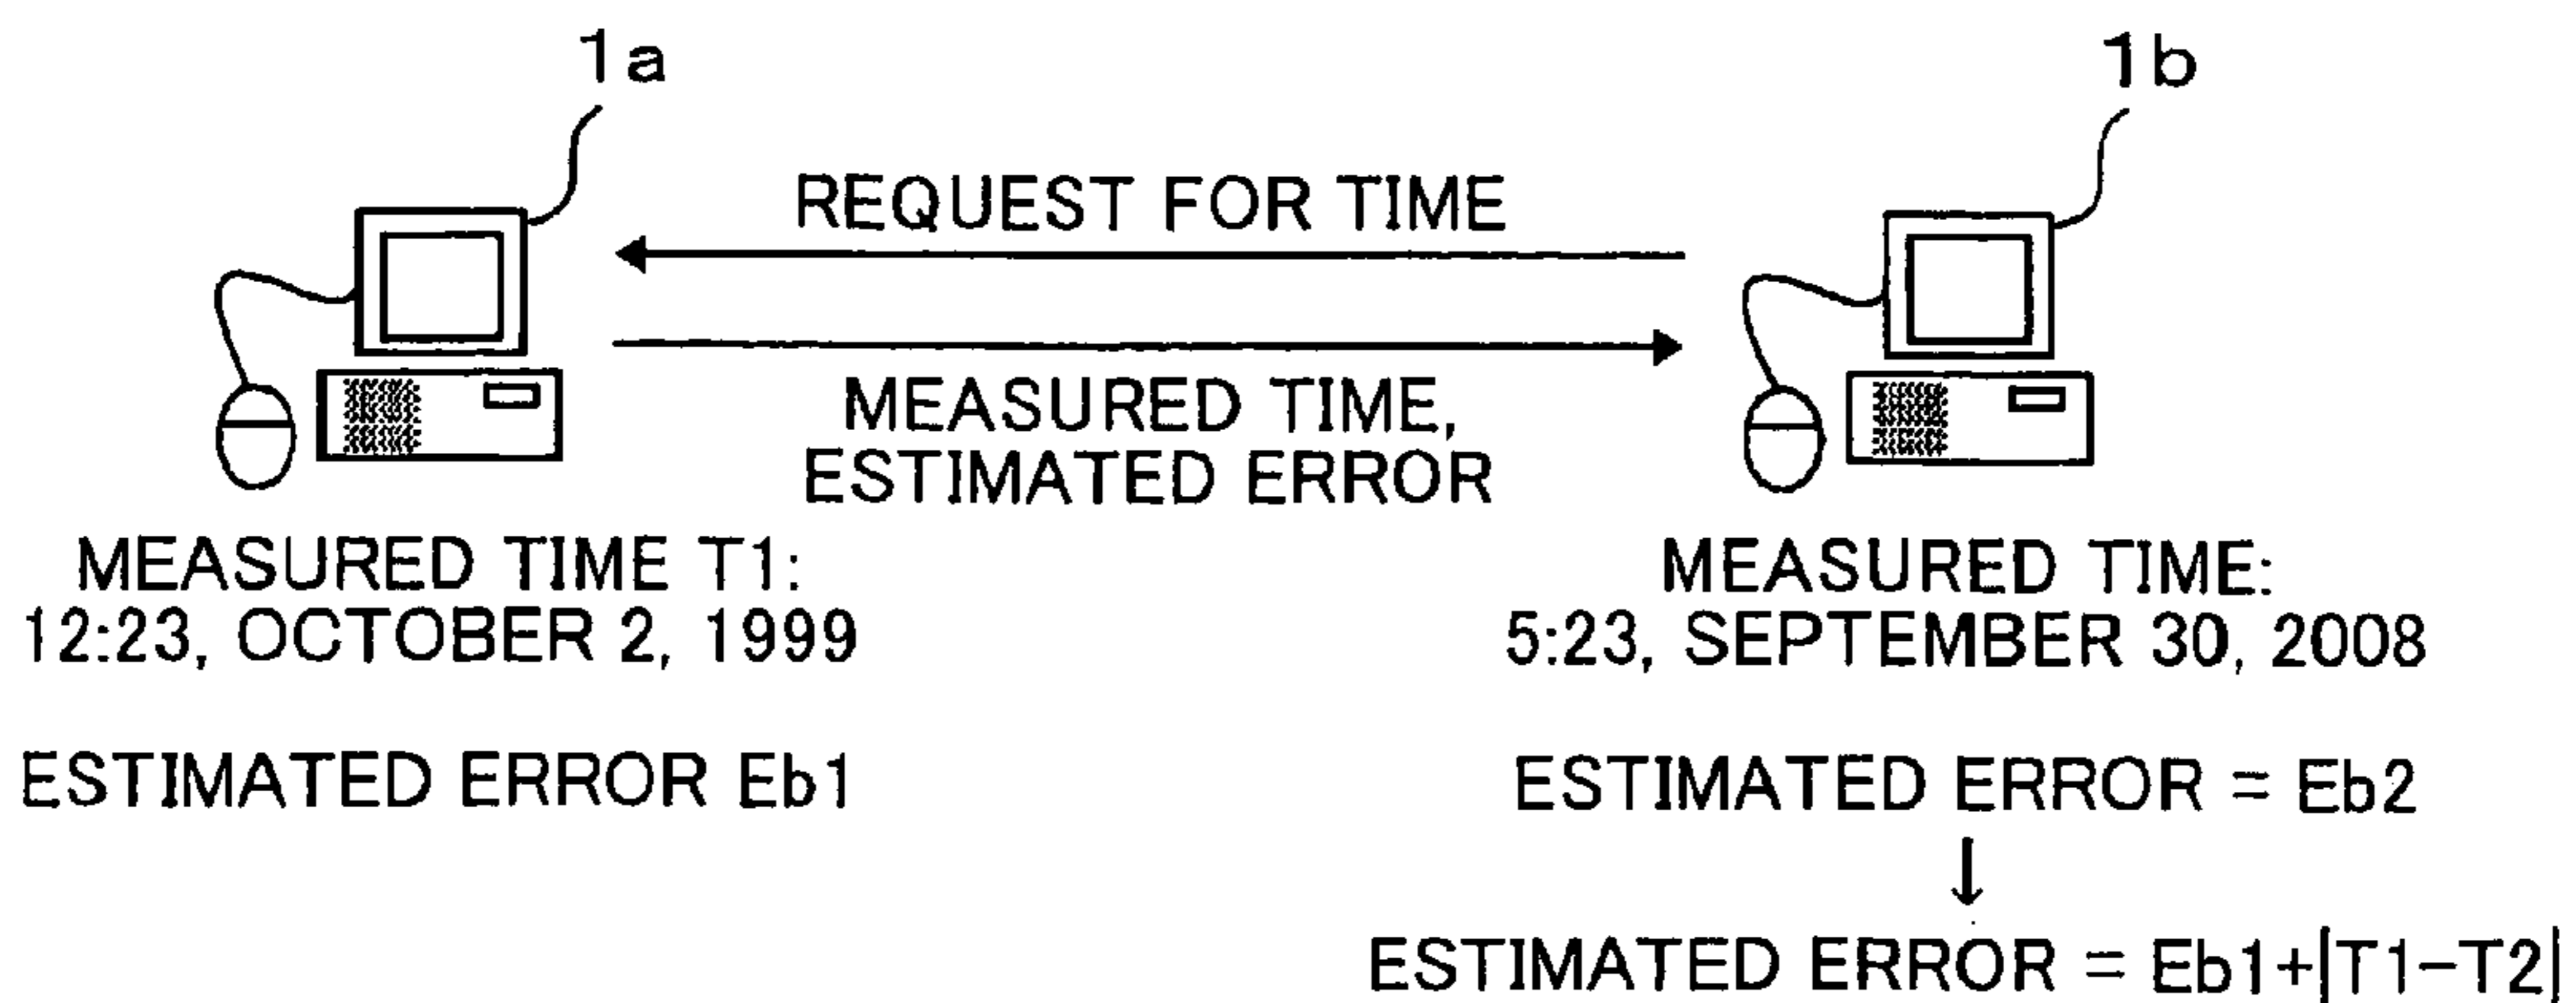 1a
1b
REQUEST FOR TIME
MEASURED TIME,
ESTIMATED ERROR
MEASURED TIME T1:
12:23, OCTOBER 2, 1999
ESTIMATED ERROR Eb1
MEASURED TIME:
5:23, SEPTEMBER 30, 2008
ESTIMATED ERROR = Eb2
↓
ESTIMATED ERROR = Eb1+|T1-T2|